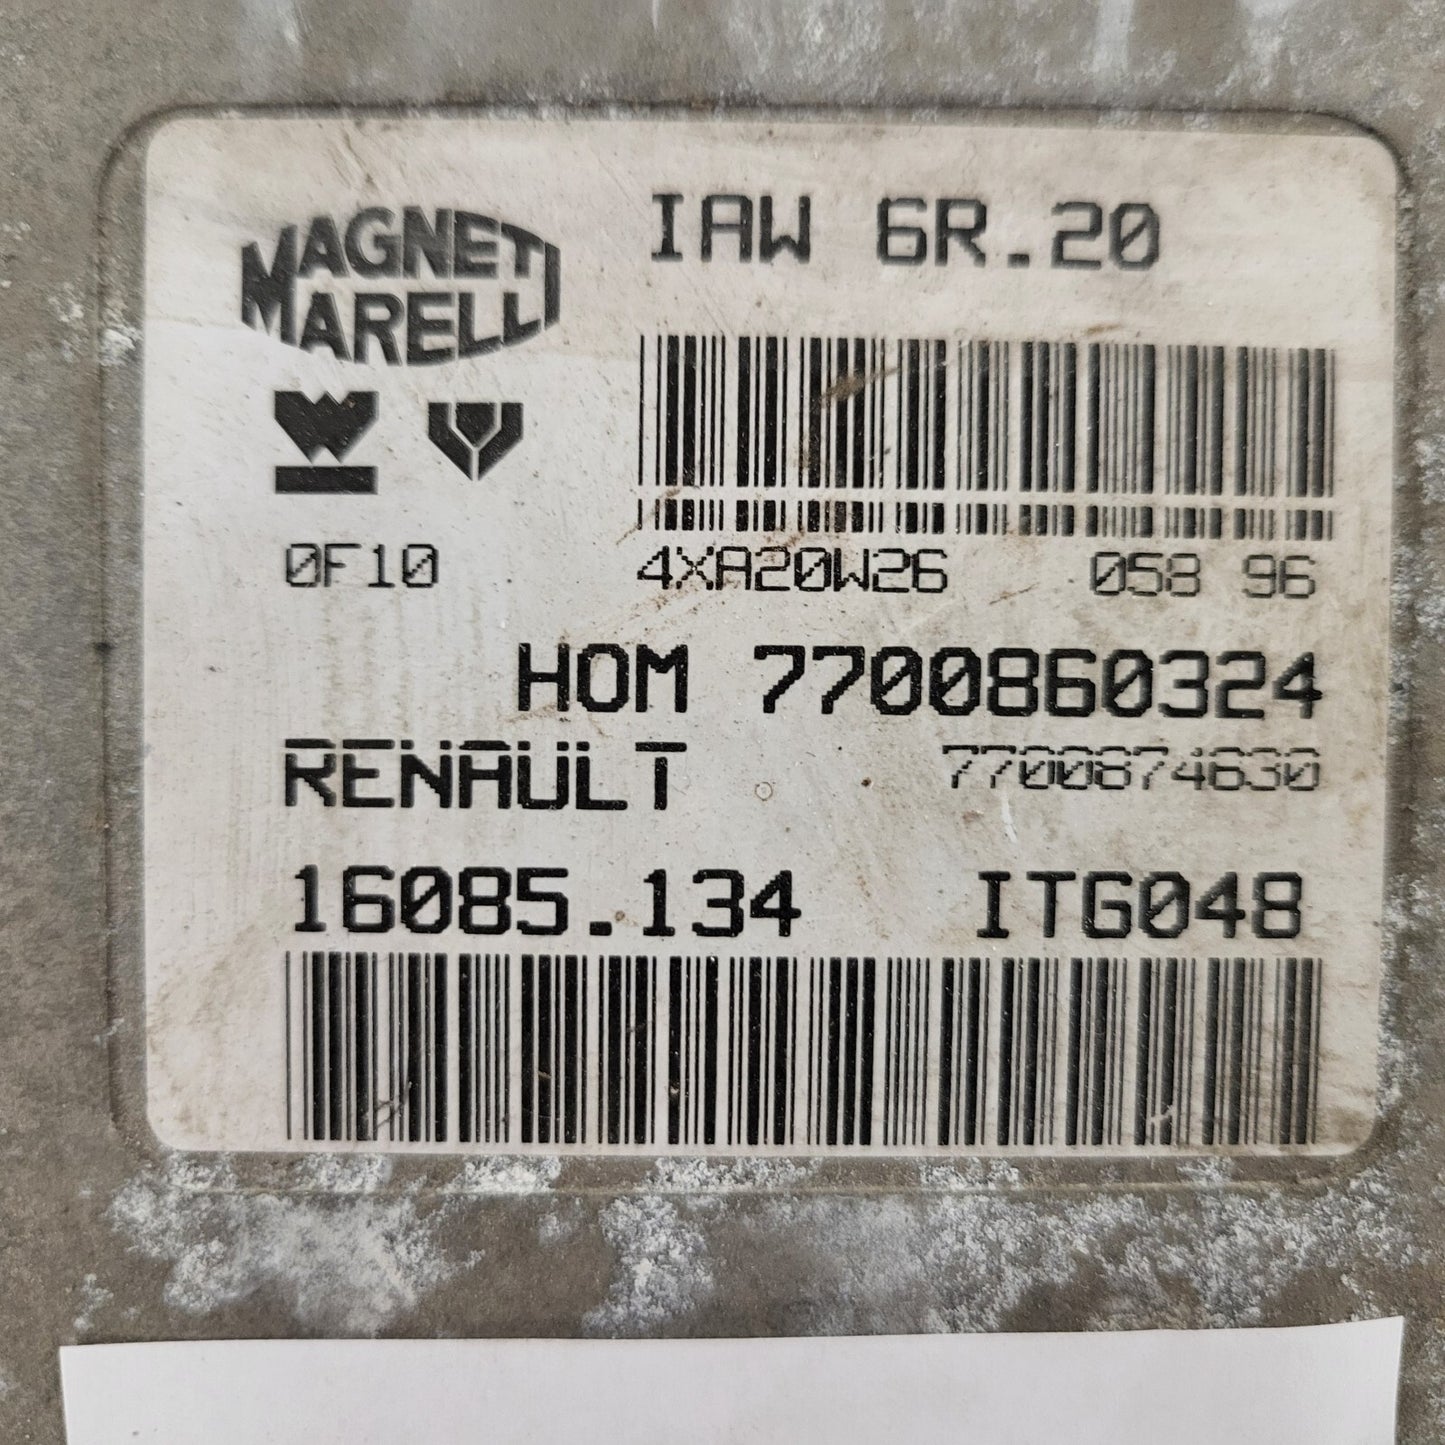 MAGNETI
MARELLI
IAW 6R.20
0F10
4XA20W26 058 96
HOM 7700860324
RENAULT 7700874630
16085.134 ITG048